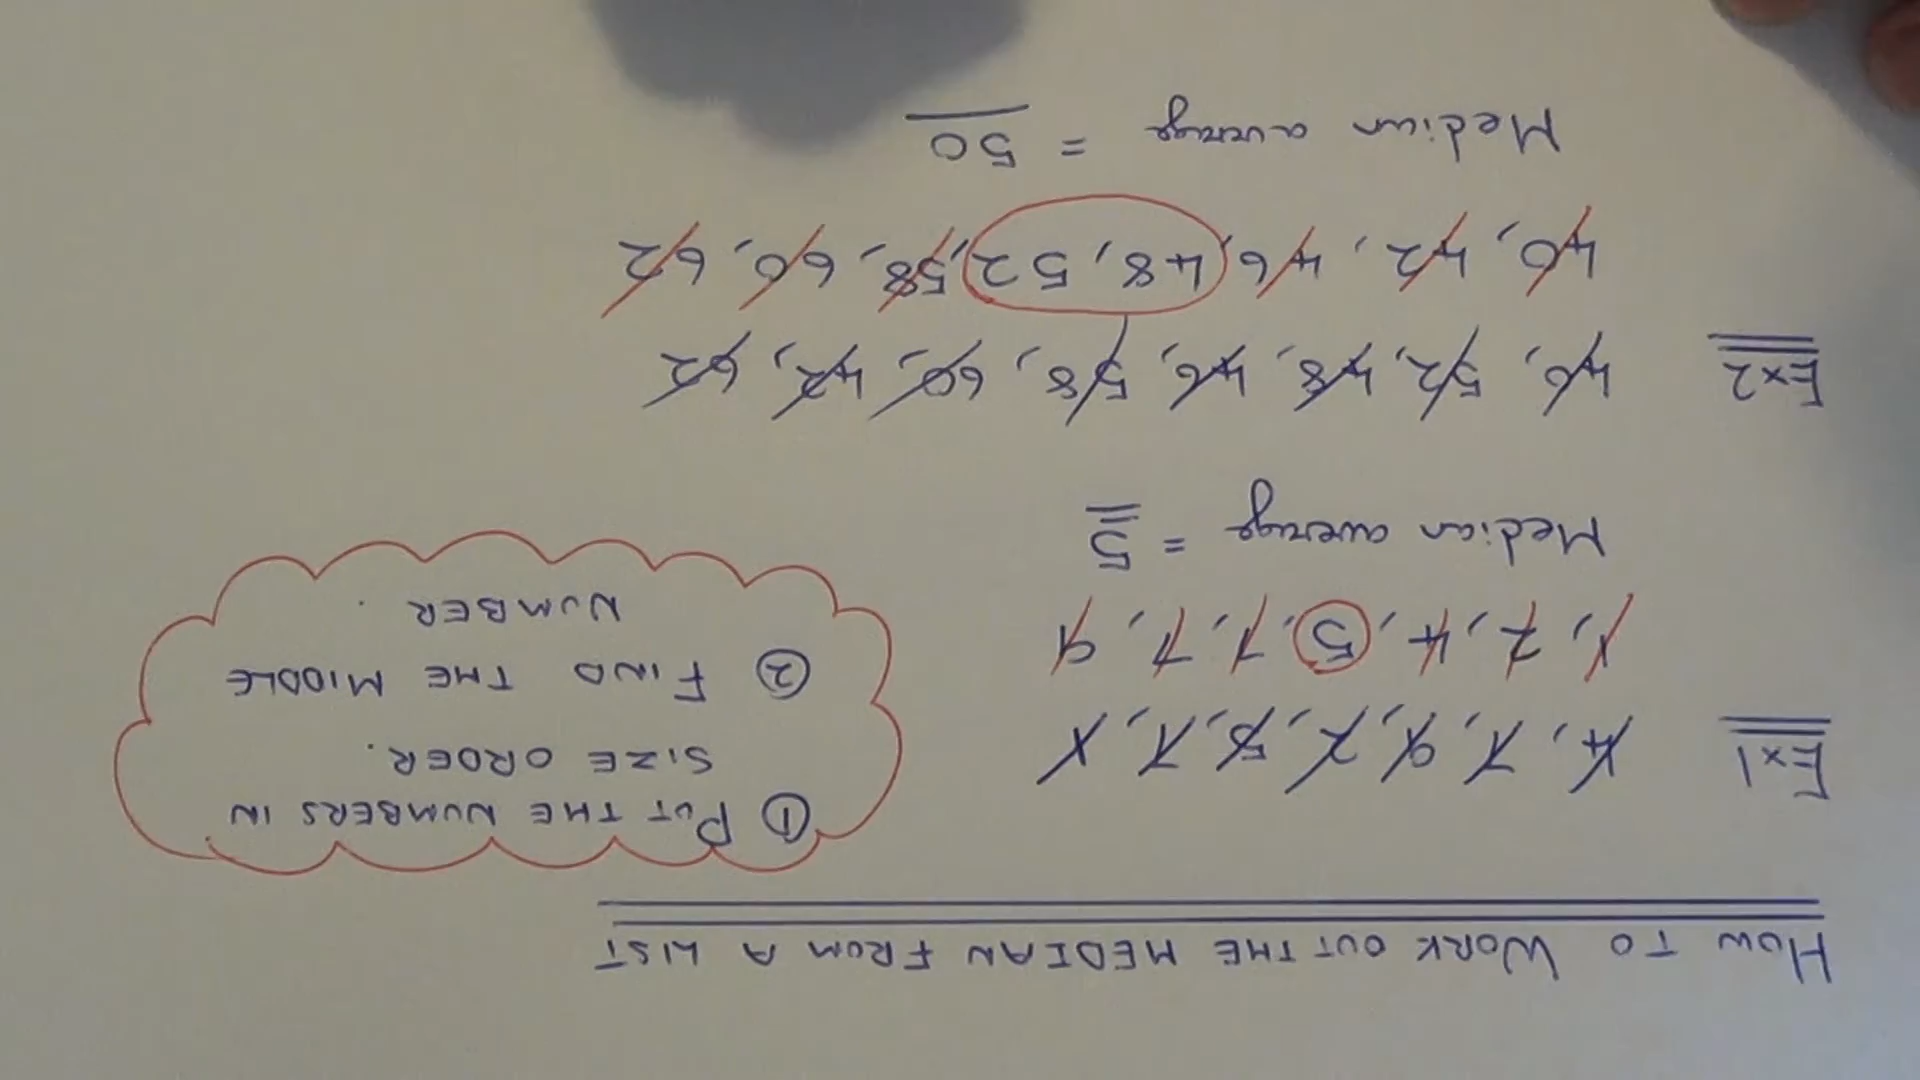 HOW TO WORK OUT THE MEDIAN FROM A LIST
Ex1 4, 7, 9, 2, 5, 7, 1
1, 2, 4, 5, 7, 7, 9
Median average = 5
① PUT THE NUMBERS IN
SIZE ORDER.
② FIND THE MIDDLE
NUMBER.
Ex2 40, 52, 48, 46, 58, 60, 42, 62
40, 42, 46, 48, 52, 58, 60, 62
Median average = 50